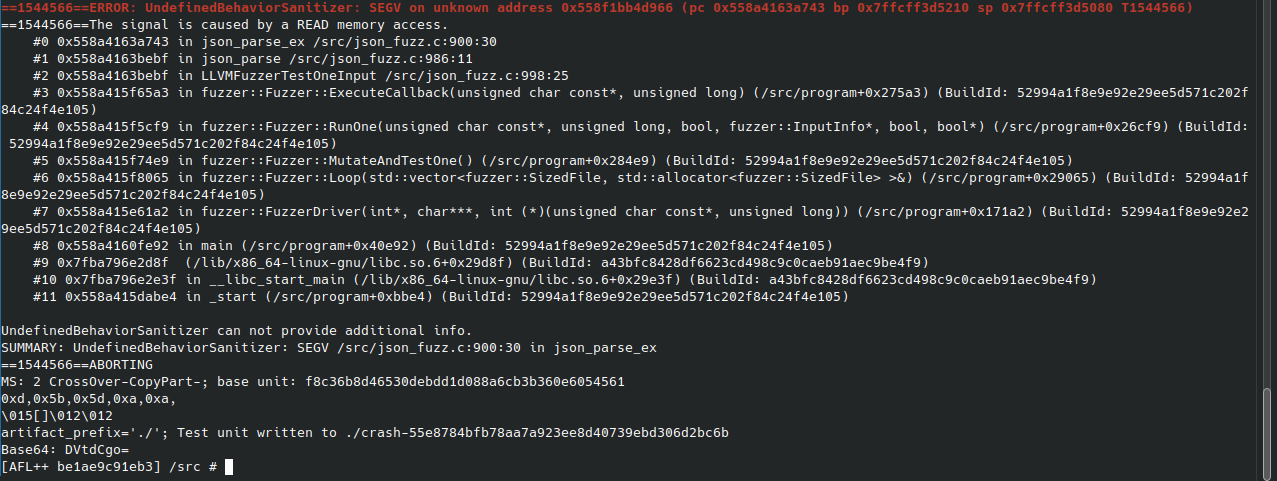 ==1544566==ERROR: UndefinedBehaviorSanitizer: SEGV on unknown address 0x558f1bb4d966 (pc 0x558a4163a743 bp 0x7ffcff3d5210 sp 0x7ffcff3d5080 T1544566)
==1544566==The signal is caused by a READ memory access.
    #0 0x558a4163a743 in json_parse_ex /src/json_fuzz.c:900:30
    #1 0x558a4163bebf in json_parse /src/json_fuzz.c:986:11
    #2 0x558a4163bebf in LLVMFuzzerTestOneInput /src/json_fuzz.c:998:25
    #3 0x558a415f65a3 in fuzzer::Fuzzer::ExecuteCallback(unsigned char const*, unsigned long) (/src/program+0x275a3) (BuildId: 52994a1f8e9e92e29ee5d571c202f
84c24f4e105)
    #4 0x558a415f5cf9 in fuzzer::Fuzzer::RunOne(unsigned char const*, unsigned long, bool, fuzzer::InputInfo*, bool, bool*) (/src/program+0x26cf9) (BuildId:
 52994a1f8e9e92e29ee5d571c202f84c24f4e105)
    #5 0x558a415f74e9 in fuzzer::Fuzzer::MutateAndTestOne() (/src/program+0x284e9) (BuildId: 52994a1f8e9e92e29ee5d571c202f84c24f4e105)
    #6 0x558a415f8065 in fuzzer::Fuzzer::Loop(std::vector<fuzzer::SizedFile, std::allocator<fuzzer::SizedFile> >&) (/src/program+0x29065) (BuildId: 52994a1f
8e9e92e29ee5d571c202f84c24f4e105)
    #7 0x558a415e61a2 in fuzzer::FuzzerDriver(int*, char***, int (*)(unsigned char const*, unsigned long)) (/src/program+0x171a2) (BuildId: 52994a1f8e9e92e2
9ee5d571c202f84c24f4e105)
    #8 0x558a4160fe92 in main (/src/program+0x40e92) (BuildId: 52994a1f8e9e92e29ee5d571c202f84c24f4e105)
    #9 0x7fba796e2d8f  (/lib/x86_64-linux-gnu/libc.so.6+0x29d8f) (BuildId: a43bfc8428df6623cd498c9c0caeb91aec9be4f9)
    #10 0x7fba796e2e3f in __libc_start_main (/lib/x86_64-linux-gnu/libc.so.6+0x29e3f) (BuildId: a43bfc8428df6623cd498c9c0caeb91aec9be4f9)
    #11 0x558a415dabe4 in _start (/src/program+0xbbe4) (BuildId: 52994a1f8e9e92e29ee5d571c202f84c24f4e105)

UndefinedBehaviorSanitizer can not provide additional info.
SUMMARY: UndefinedBehaviorSanitizer: SEGV /src/json_fuzz.c:900:30 in json_parse_ex
==1544566==ABORTING
MS: 2 CrossOver-CopyPart-; base unit: f8c36b8d46530debdd1d088a6cb3b360e6054561
0xd,0x5b,0x5d,0xa,0xa,
\015[]\012\012
artifact_prefix='./'; Test unit written to ./crash-55e8784bfb78aa7a923ee8d40739ebd306d2bc6b
Base64: DVtdCgo=
[AFL++ be1ae9c91eb3] /src #